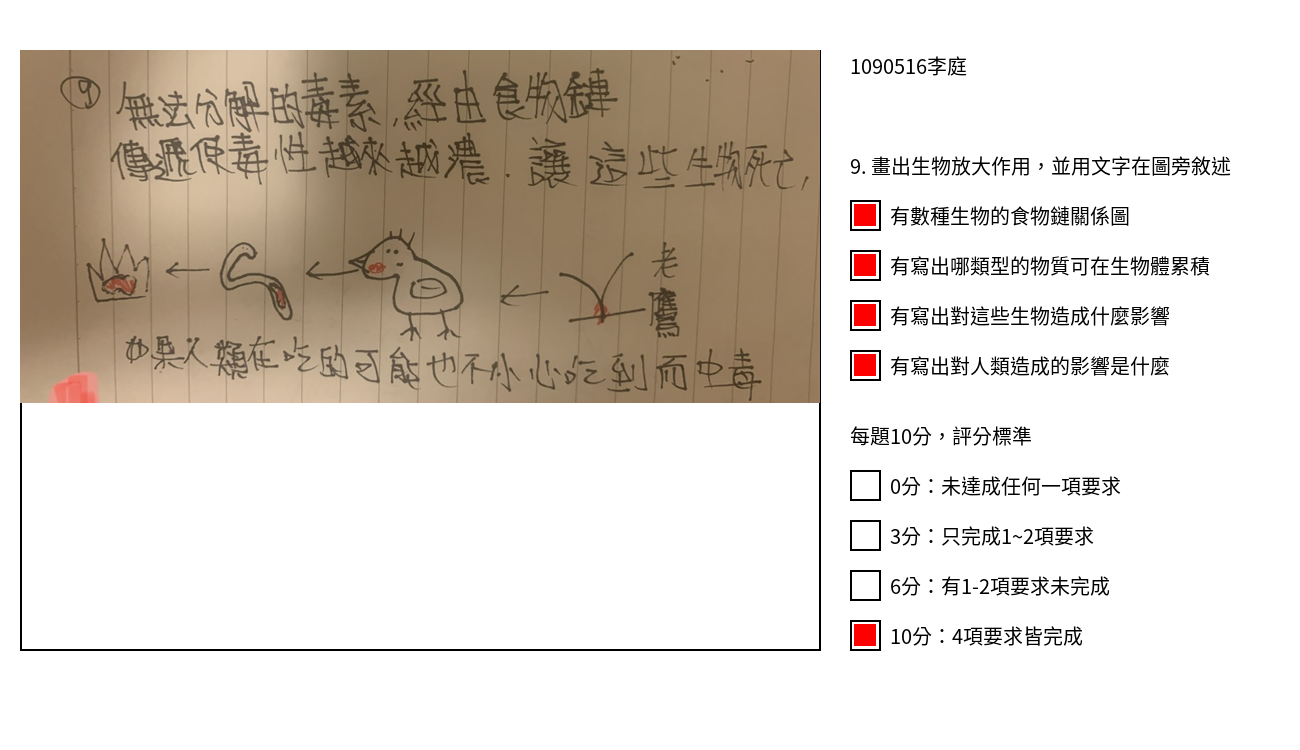 ⑨ 無法分解的毒素,經由食物鏈
傳遞使毒性越來越濃.讓這些生物死亡,
老
鷹
如果人類在吃的可能也不小心吃到而中毒
1090516李庭
9. 畫出生物放大作用，並用文字在圖旁敘述
有數種生物的食物鏈關係圖
有寫出哪類型的物質可在生物體累積
有寫出對這些生物造成什麼影響
有寫出對人類造成的影響是什麼
每題10分，評分標準
0分：未達成任何一項要求
3分：只完成1~2項要求
6分：有1-2項要求未完成
10分：4項要求皆完成